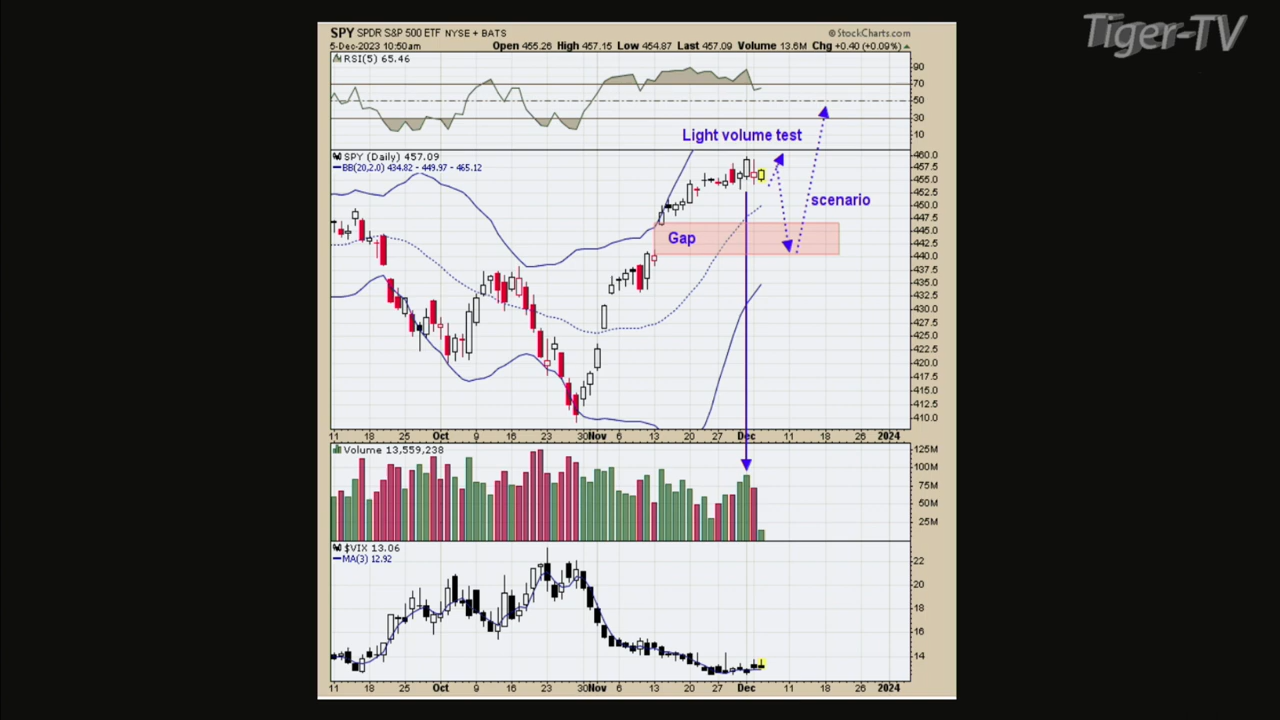 Tiger-TV
SPY SPDR S&P 500 ETF NYSE + BATS
© StockCharts.com
5-Dec-2023 10:50am
Open 455.26 High 457.15 Low 454.87 Last 457.09 Volume 13.6M Chg +0.40 (+0.09%)
RSI(5) 65.46
90
70
50
30
10
Light volume test
SPY (Daily) 457.09
BB(20,2.0) 434.82 - 449.97 - 465.12
460.0
457.5
455.0
452.5
450.0
447.5
445.0
442.5
440.0
437.5
435.0
432.5
430.0
427.5
425.0
422.5
420.0
417.5
415.0
412.5
410.0
scenario
Gap
11 18 25 Oct 9 16 23 30 Nov 6 13 20 27 Dec 11 18 26 2024
Volume 13,559,238
125M
100M
75M
50M
25M
$VIX 13.06
MA(3) 12.92
22
20
18
16
14
11 18 25 Oct 9 16 23 30 Nov 6 13 20 27 Dec 11 18 26 2024